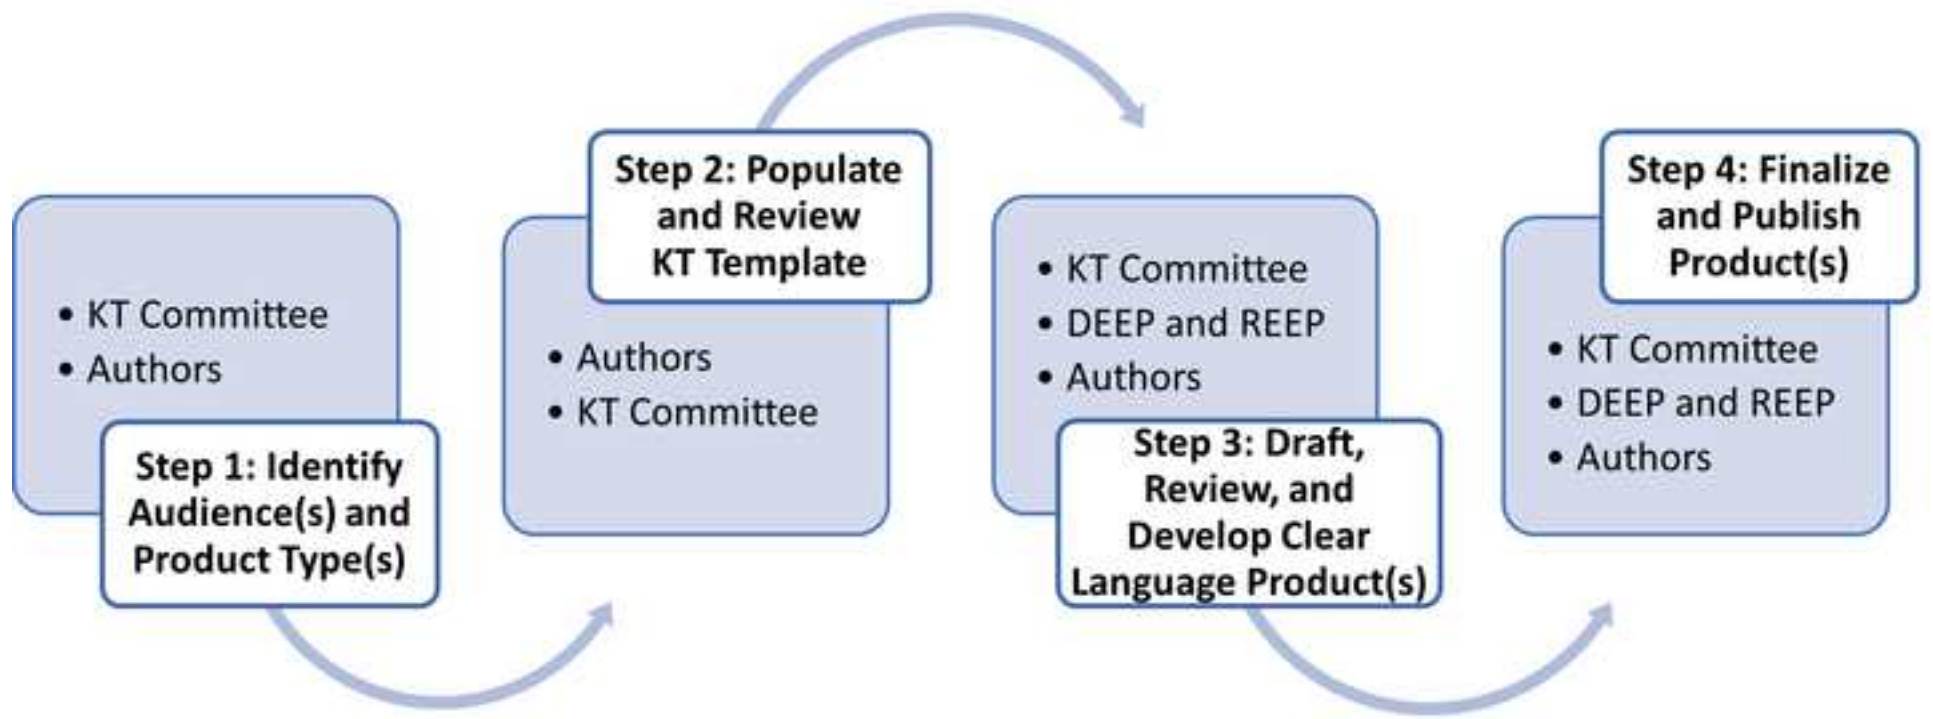 • KT Committee
• Authors
Step 1: Identify
Audience(s) and
Product Type(s)
Step 2: Populate
and Review
KT Template
• Authors
• KT Committee
• KT Committee
• DEEP and REEP
• Authors
Step 3: Draft,
Review, and
Develop Clear
Language Product(s)
Step 4: Finalize
and Publish
Product(s)
• KT Committee
• DEEP and REEP
• Authors